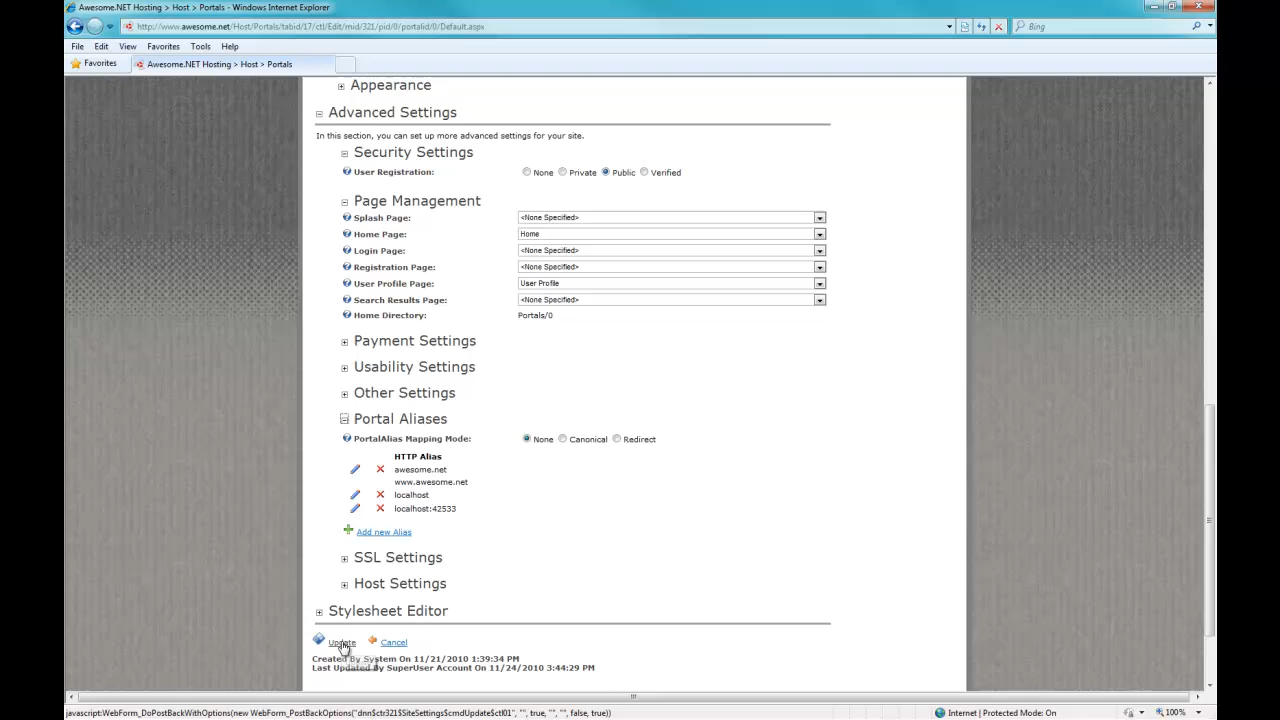 Awesome.NET Hosting > Host > Portals - Windows Internet Explorer
http://www.awesome.net/Host/Portals/tabid/17/ctl/Edit/mid/321/pid/0/portalid/0/Default.aspx
Bing
File Edit View Favorites Tools Help
Favorites Awesome.NET Hosting > Host > Portals
Appearance
Advanced Settings
In this section, you can set up more advanced settings for your site.
Security Settings
User Registration: None Private Public Verified
Page Management
Splash Page: <None Specified>
Home Page: Home
Login Page: <None Specified>
Registration Page: <None Specified>
User Profile Page: User Profile
Search Results Page: <None Specified>
Home Directory: Portals/0
Payment Settings
Usability Settings
Other Settings
Portal Aliases
PortalAlias Mapping Mode: None Canonical Redirect
HTTP Alias
awesome.net
www.awesome.net
localhost
localhost:42533
Add new Alias
SSL Settings
Host Settings
Stylesheet Editor
Update Cancel
Created By System On 11/21/2010 1:39:34 PM
Last Updated By SuperUser Account On 11/24/2010 3:44:29 PM
javascript:WebForm_DoPostBackWithOptions(new WebForm_PostBackOptions("dnn$ctr321$SiteSettings$cmdUpdate$ctl01", "", true, "", "", false, true)) Internet | Protected Mode: On 100%